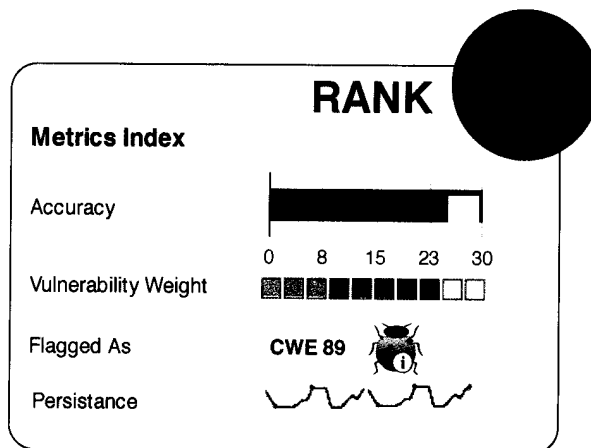 RANK
Metrics Index
Accuracy
0 8 15 23 30
Vulnerability Weight
Flagged As CWE 89 i
Persistance